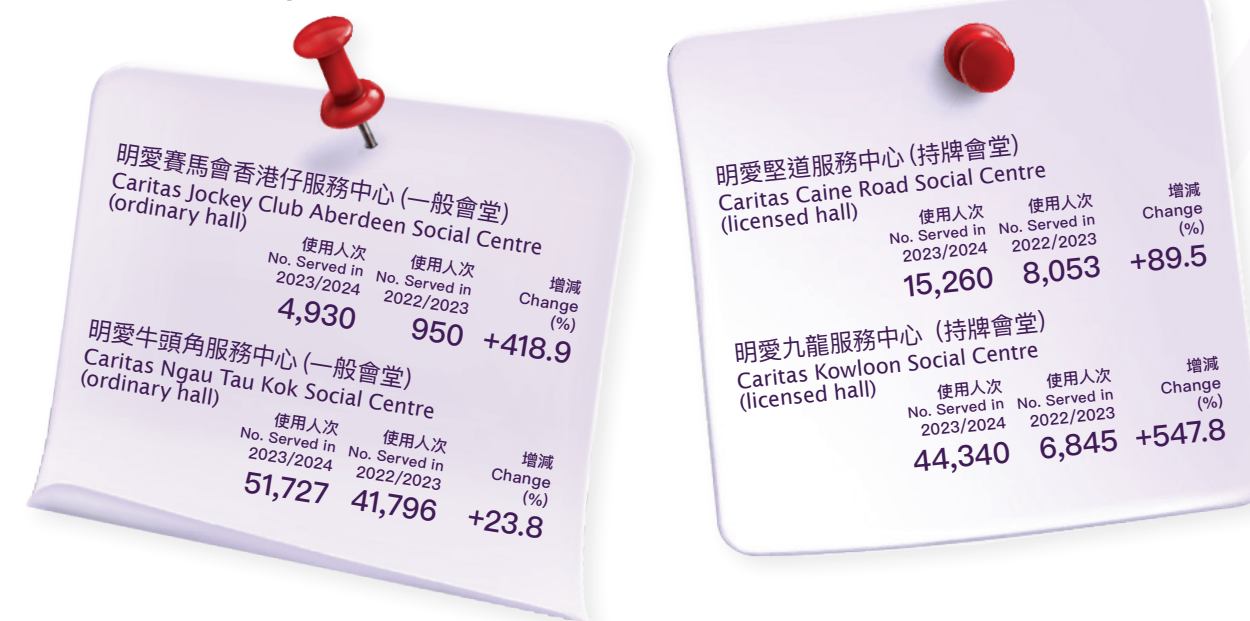 明愛賽馬會香港仔服務中心 (一般會堂)
Caritas Jockey Club Aberdeen Social Centre
(ordinary hall)
使用人次
No. Served in
2023/2024
4,930
使用人次
No. Served in
2022/2023
950
增減
Change
(%)
+418.9
明愛牛頭角服務中心 (一般會堂)
Caritas Ngau Tau Kok Social Centre
(ordinary hall)
使用人次
No. Served in
2023/2024
51,727
使用人次
No. Served in
2022/2023
41,796
增減
Change
(%)
+23.8
明愛堅道服務中心 (持牌會堂)
Caritas Caine Road Social Centre
(licensed hall)
使用人次
No. Served in
2023/2024
15,260
使用人次
No. Served in
2022/2023
8,053
增減
Change
(%)
+89.5
明愛九龍服務中心 (持牌會堂)
Caritas Kowloon Social Centre
(licensed hall)
使用人次
No. Served in
2023/2024
44,340
使用人次
No. Served in
2022/2023
6,845
增減
Change
(%)
+547.8